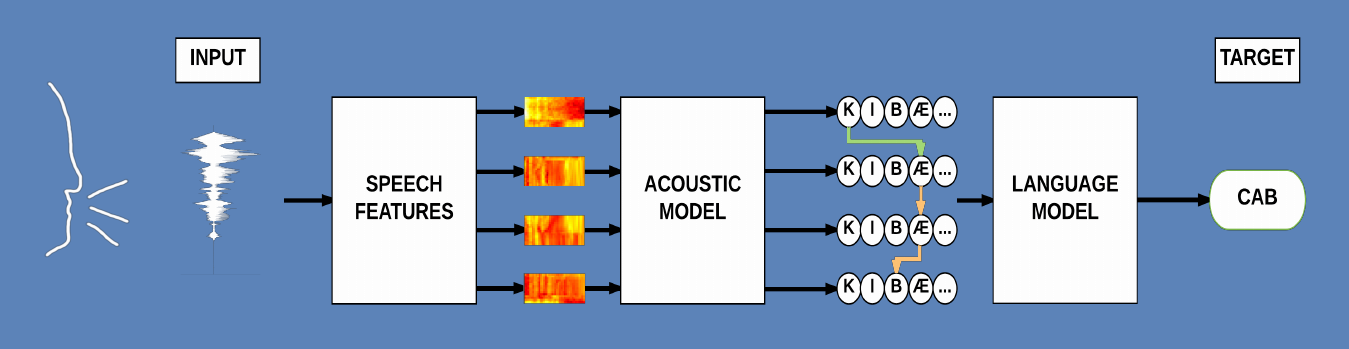 INPUT
TARGET
SPEECH
FEATURES
ACOUSTIC
MODEL
K I B Æ ...
K I B Æ ...
K I B Æ ...
K I B Æ ...
LANGUAGE
MODEL
CAB